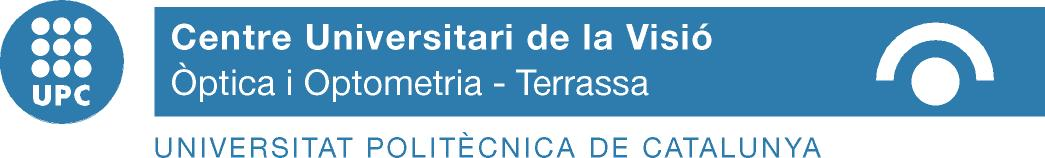 UPC
Centre Universitari de la Visió
Òptica i Optometria - Terrassa
UNIVERSITAT POLITÈCNICA DE CATALUNYA